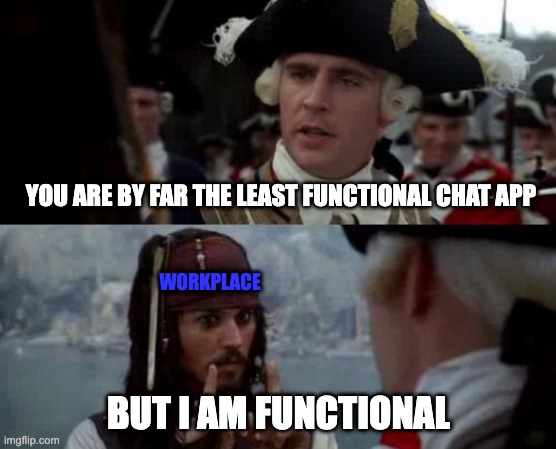 YOU ARE BY FAR THE LEAST FUNCTIONAL CHAT APP
WORKPLACE
BUT I AM FUNCTIONAL
imgflip.com